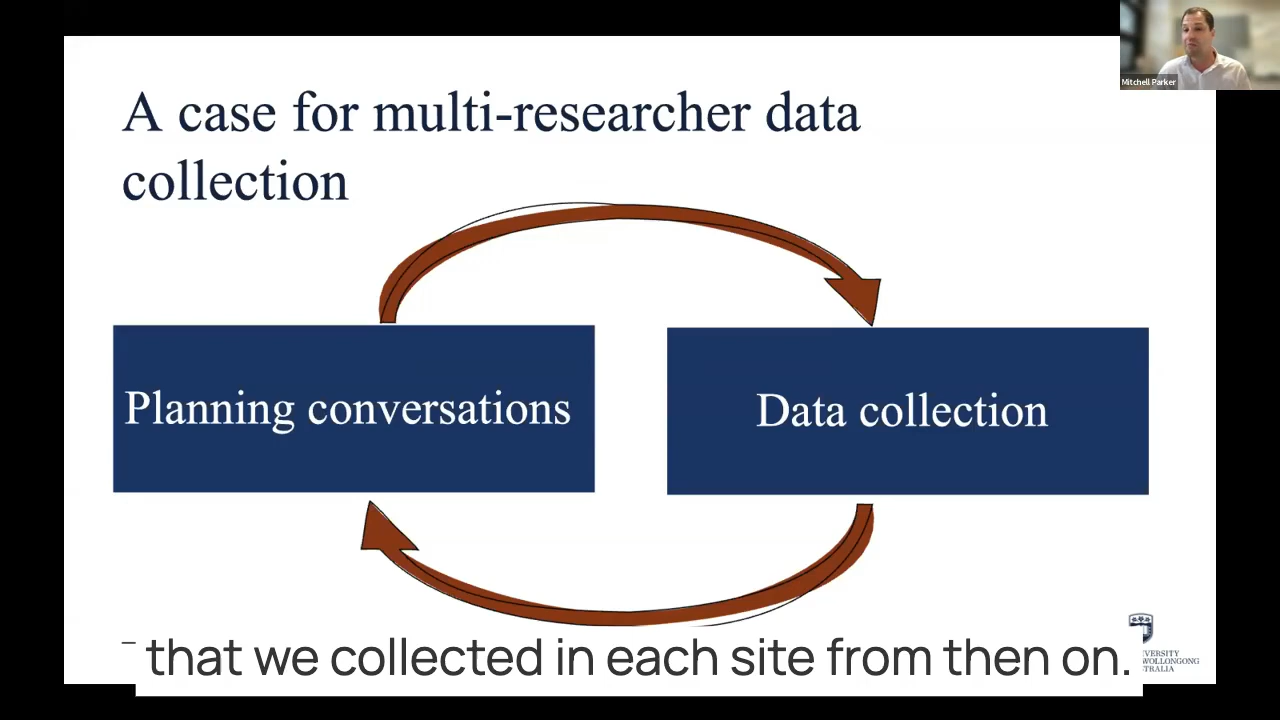 Mitchell Parker
A case for multi-researcher data
collection
Planning conversations
Data collection
that we collected in each site from then on.